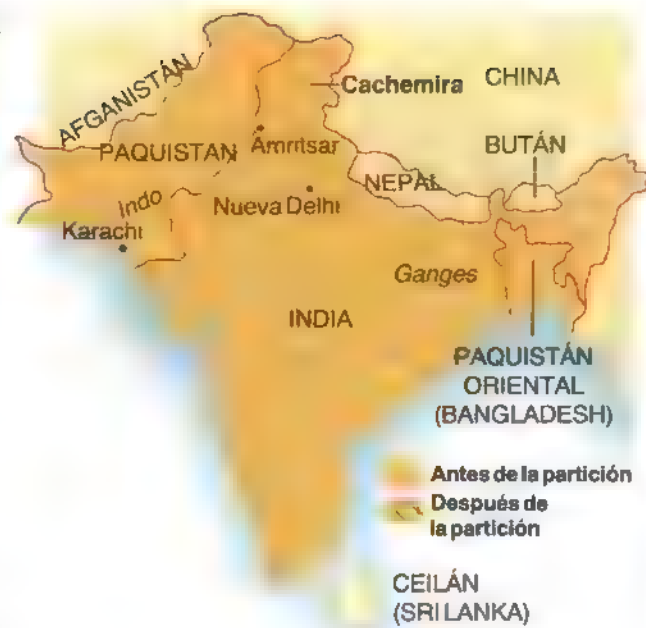 AFGANISTÁN
Cachemira
CHINA
PAQUISTAN
Amritsar
BUTÁN
NEPAL
Indo
Nueva Delhi
Karachi
Ganges
INDIA
PAQUISTÁN
ORIENTAL
(BANGLADESH)
Antes de la partición
Después de
la partición
CEILÁN
(SRI LANKA)